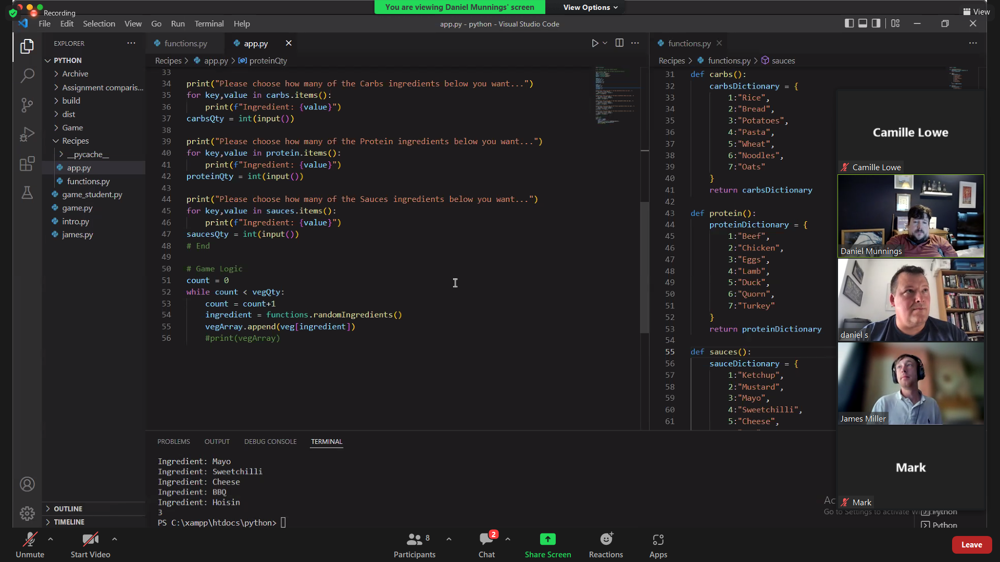 Recording
You are viewing Daniel Munnings' screen
View Options
View
File Edit Selection View Go Run Terminal Help
app.py - python - Visual Studio Code
EXPLORER
PYTHON
Archive
Assignment comparis...
build
dist
Game
Recipes
__pycache__
app.py
functions.py
game_student.py
game.py
intro.py
james.py
OUTLINE
TIMELINE
functions.py
app.py
Recipes > app.py > proteinQty
33
34 print("Please choose how many of the Carbs ingredients below you want...")
35 for key,value in carbs.items():
36 print(f"Ingredient: {value}")
37 carbsQty = int(input())
38
39 print("Please choose how many of the Protein ingredients below you want...")
40 for key,value in protein.items():
41 print(f"Ingredient: {value}")
42 proteinQty = int(input())
43
44 print("Please choose how many of the Sauces ingredients below you want...")
45 for key,value in sauces.items():
46 print(f"Ingredient: {value}")
47 saucesQty = int(input())
48 # End
49
50 # Game Logic
51 count = 0
52 while count < vegQty:
53 count = count+1
54 ingredient = functions.randomIngredients()
55 vegArray.append(veg[ingredient])
56 #print(vegArray)
functions.py
Recipes > functions.py > sauces
31 def carbs():
32 carbsDictionary = {
33 1:"Rice",
34 2:"Bread",
35 3:"Potatoes",
36 4:"Pasta",
37 5:"Wheat",
38 6:"Noodles",
39 7:"Oats"
40 }
41 return carbsDictionary
42
43 def protein():
44 proteinDictionary = {
45 1:"Beef",
46 2:"Chicken",
47 3:"Eggs",
48 4:"Lamb",
49 5:"Duck",
50 6:"Quorn",
51 7:"Turkey"
52 }
53 return proteinDictionary
54
55 def sauces():
56 sauceDictionary = {
57 1:"Ketchup",
58 2:"Mustard",
59 3:"Mayo",
60 4:"Sweetchilli",
61 5:"Cheese",
PROBLEMS OUTPUT DEBUG CONSOLE TERMINAL
Ingredient: Mayo
Ingredient: Sweetchilli
Ingredient: Cheese
Ingredient: BBQ
Ingredient: Hoisin
3
PS C:\xampp\htdocs\python>
Camille Lowe
Camille Lowe
Daniel Munnings
daniel s
James Miller
Mark
Mark
Ac
Go to Settings to activate
Python
Python
Unmute
Start Video
8
Participants
2
Chat
Share Screen
Reactions
Apps
Leave